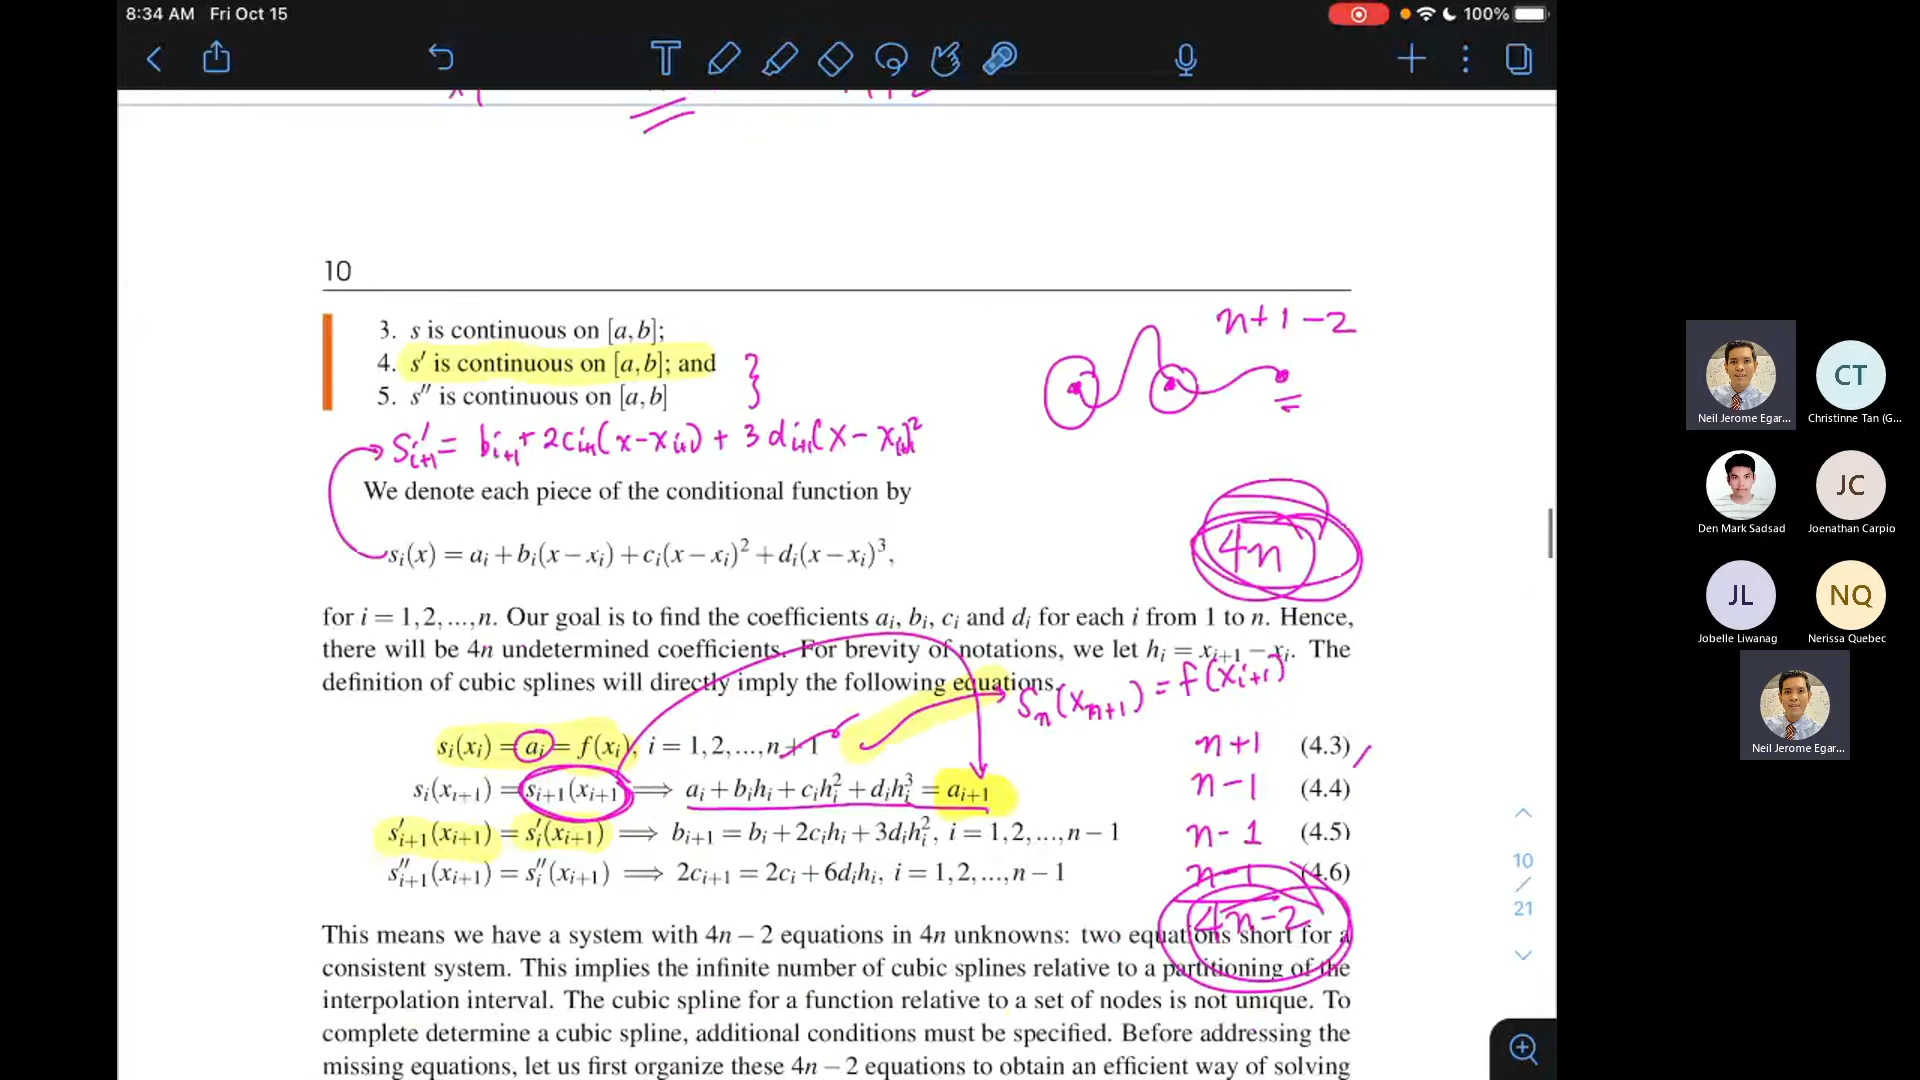 8:34 AM Fri Oct 15
100%
10
n+1-2
3. s is continuous on [a,b];
4. s′ is continuous on [a,b]; and
5. s″ is continuous on [a,b]
s′ᵢ₊₁ = bᵢ₊₁ + 2cᵢ₊₁(x-xᵢ₊₁) + 3dᵢ₊₁(x-xᵢ₊₁)²
We denote each piece of the conditional function by
4n
sᵢ(x) = aᵢ + bᵢ(x − xᵢ) + cᵢ(x − xᵢ)² + dᵢ(x − xᵢ)³,
for i = 1,2,...,n. Our goal is to find the coefficients aᵢ, bᵢ, cᵢ and dᵢ for each i from 1 to n. Hence,
there will be 4n undetermined coefficients. For brevity of notations, we let hᵢ = xᵢ₊₁ − xᵢ. The
definition of cubic splines will directly imply the following equations.
Sₙ(xₙ₊₁) = f(xᵢ₊₁)
sᵢ(xᵢ) = aᵢ = f(xᵢ), i = 1,2,...,n+1 n+1 (4.3)
sᵢ(xᵢ₊₁) = sᵢ₊₁(xᵢ₊₁) ⟹ aᵢ + bᵢhᵢ + cᵢhᵢ² + dᵢhᵢ³ = aᵢ₊₁ n-1 (4.4)
s′ᵢ₊₁(xᵢ₊₁) = s′ᵢ(xᵢ₊₁) ⟹ bᵢ₊₁ = bᵢ + 2cᵢhᵢ + 3dᵢhᵢ², i = 1,2,...,n − 1 n-1 (4.5)
s″ᵢ₊₁(xᵢ₊₁) = s″ᵢ(xᵢ₊₁) ⟹ 2cᵢ₊₁ = 2cᵢ + 6dᵢhᵢ, i = 1,2,...,n − 1 n-1 (4.6)
4n-2
This means we have a system with 4n − 2 equations in 4n unknowns: two equations short for a
consistent system. This implies the infinite number of cubic splines relative to a partitioning of the
interpolation interval. The cubic spline for a function relative to a set of nodes is not unique. To
complete determine a cubic spline, additional conditions must be specified. Before addressing the
missing equations, let us first organize these 4n − 2 equations to obtain an efficient way of solving
10
/
21
Neil Jerome Egar...
CT
Christinne Tan (G...
Den Mark Sadsad
JC
Joenathan Carpio
JL
Jobelle Liwanag
NQ
Nerissa Quebec
Neil Jerome Egar...